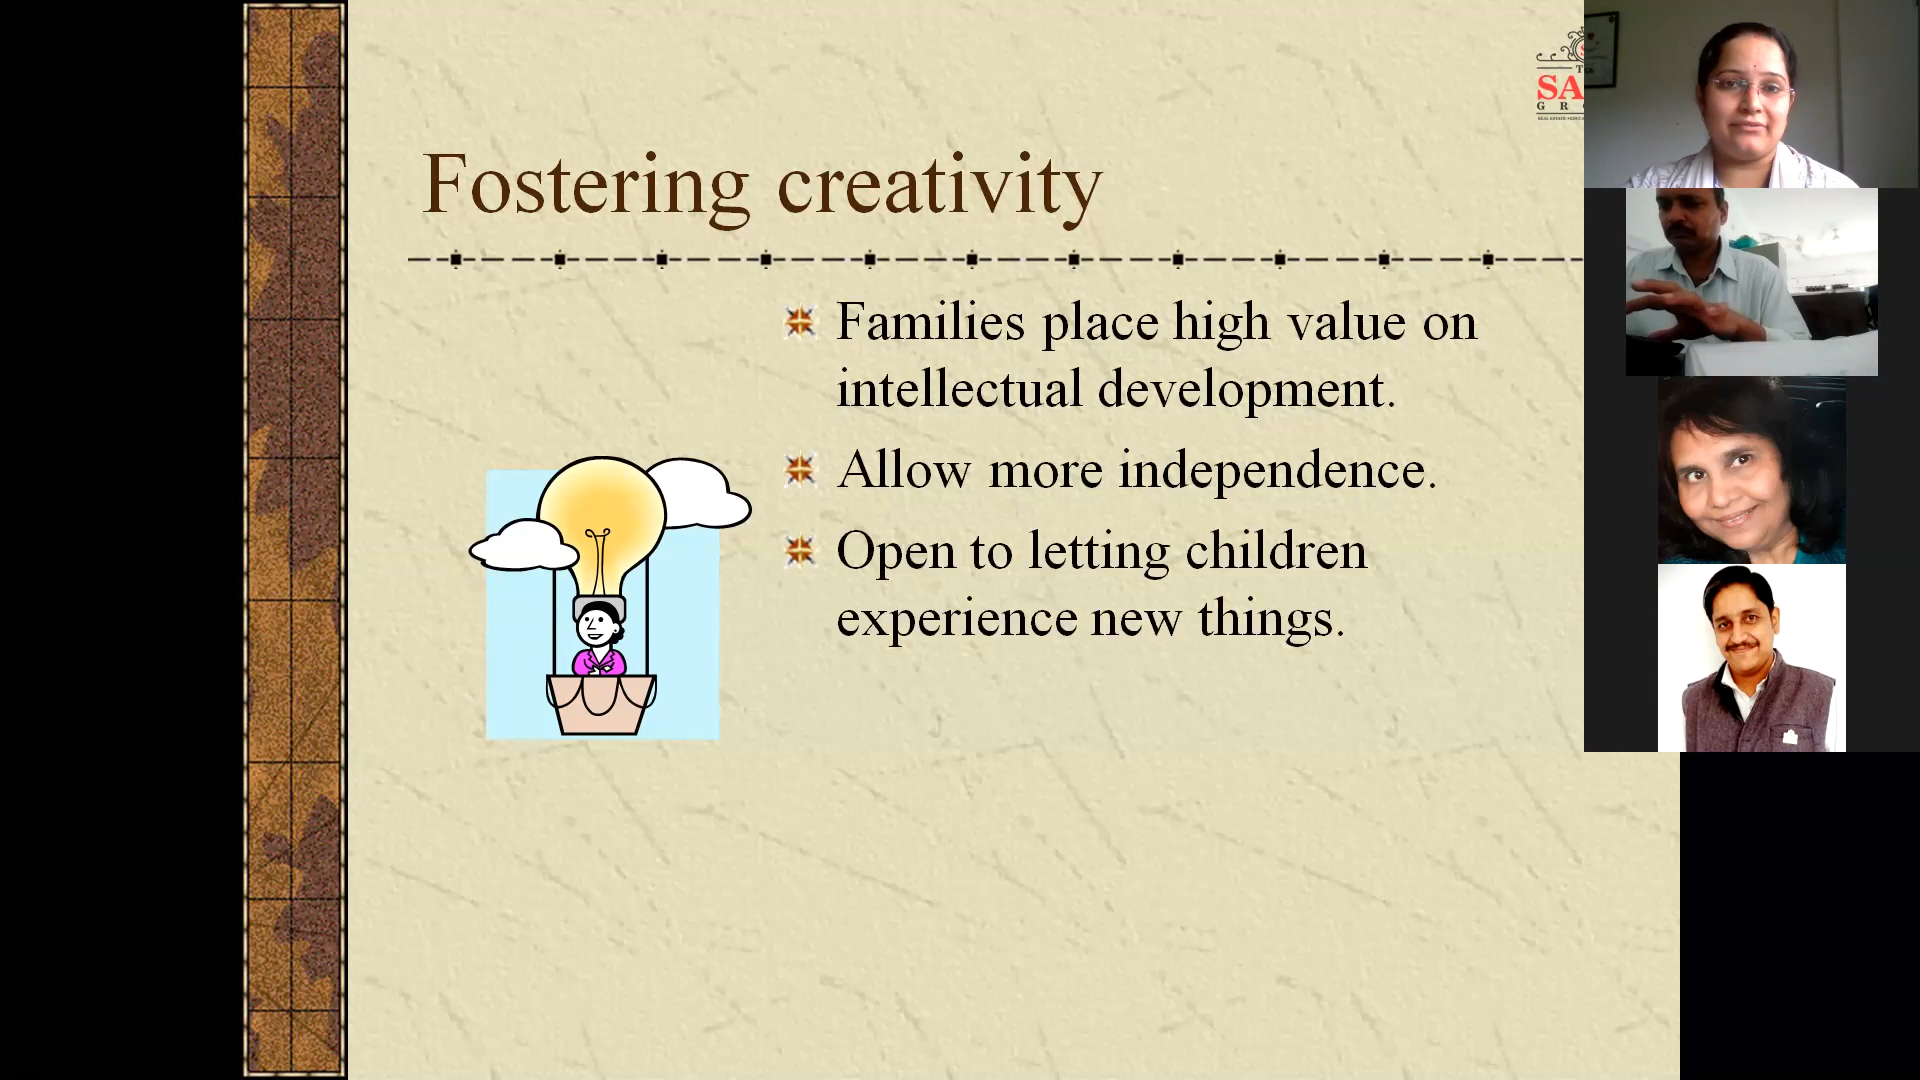 Fostering creativity
Families place high value on
intellectual development.
Allow more independence.
Open to letting children
experience new things.
SA